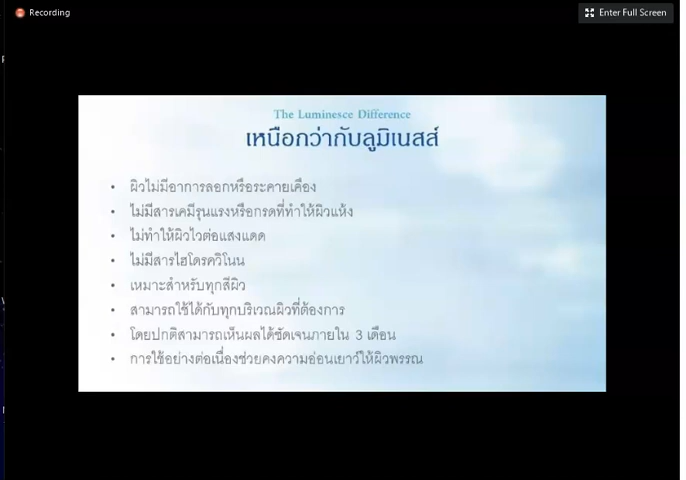 Recording
Enter Full Screen
The Luminesce Difference
เหนือกว่ากับลูมิเนสส์
• ผิวไม่มีอาการลอกหรือระคายเคือง
• ไม่มีสารเคมีรุนแรงหรือกรดที่ทำให้ผิวแห้ง
• ไม่ทำให้ผิวไวต่อแสงแดด
• ไม่มีสารไฮโดรควิโนน
• เหมาะสำหรับทุกสีผิว
• สามารถใช้ได้กับทุกบริเวณผิวที่ต้องการ
• โดยปกติสามารถเห็นผลได้ชัดเจนภายใน 3 เดือน
• การใช้อย่างต่อเนื่องช่วยคงความอ่อนเยาว์ให้ผิวพรรณ